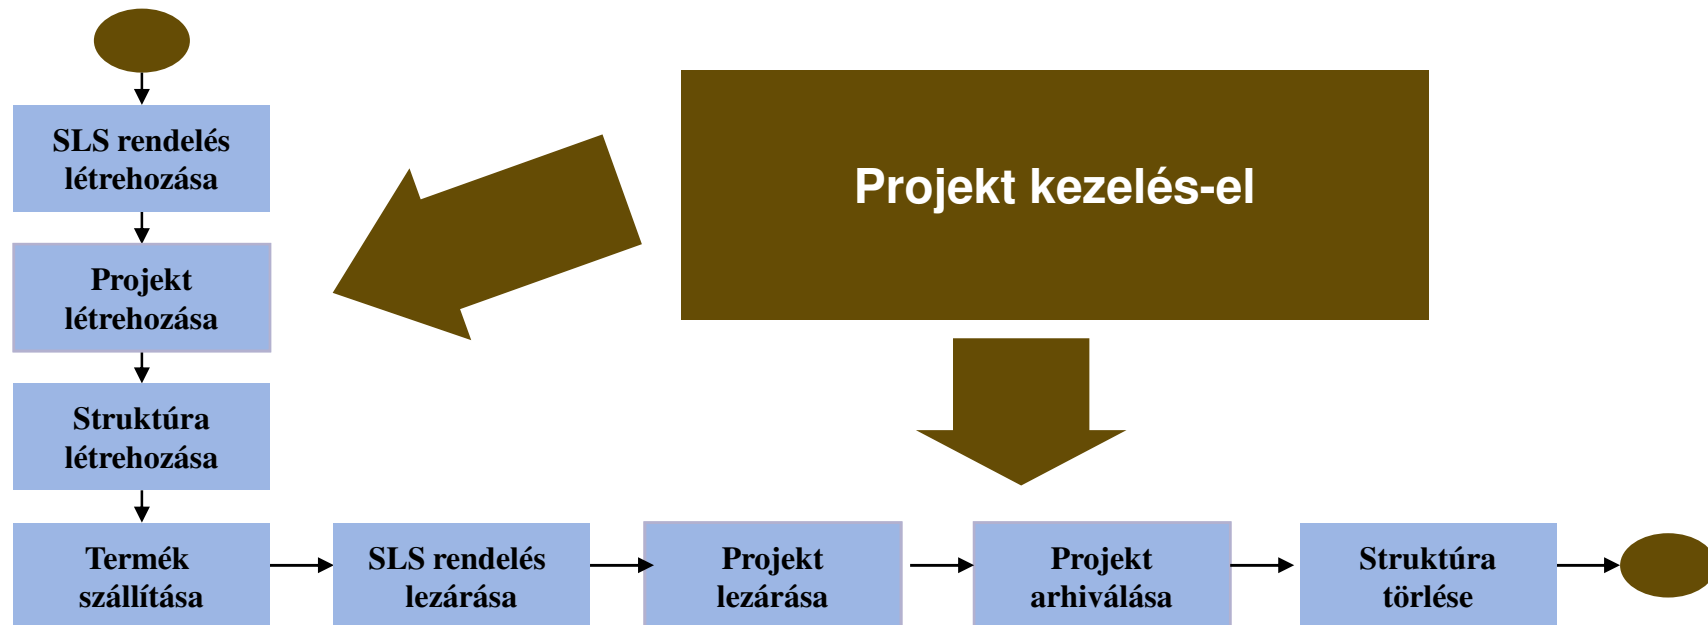 SLS rendelés
létrehozása
Projekt kezelés-el
Projekt
létrehozása
Struktúra
létrehozása
Termék
szállítása
SLS rendelés
lezárása
Projekt
lezárása
Projekt
arhiválása
Struktúra
törlése